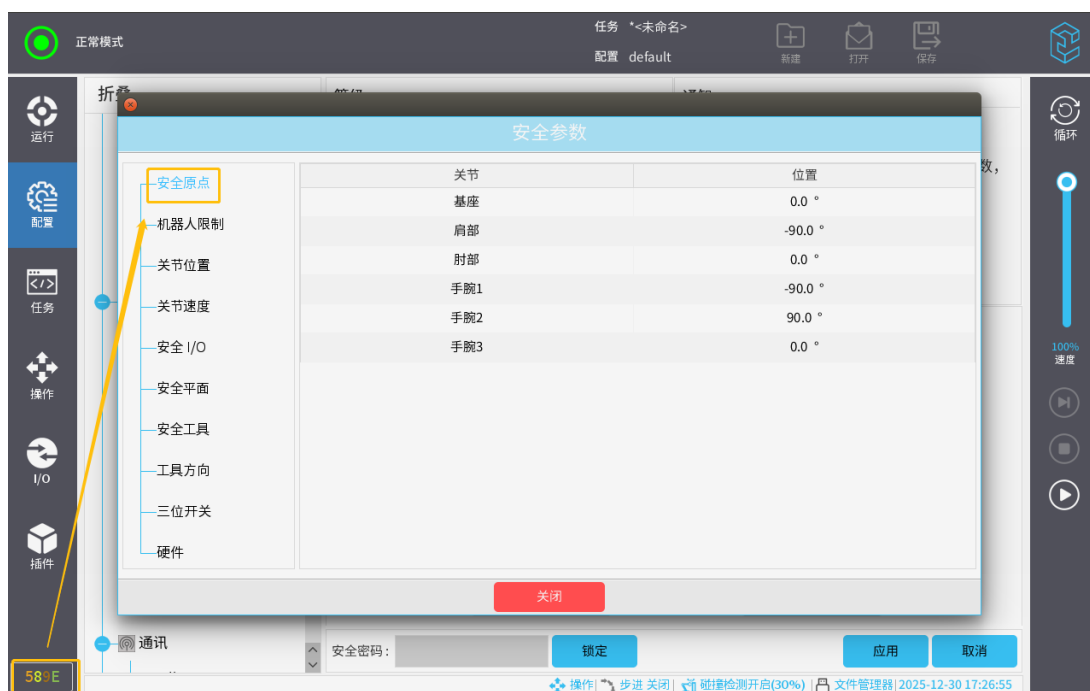 正常模式
任务 *<未命名>
配置 default
新建
打开
保存
运行
配置
任务
操作
I/O
插件
589E
折叠
安全参数
安全原点
机器人限制
关节位置
关节速度
安全 I/O
安全平面
安全工具
工具方向
三位开关
硬件
关节 位置
基座 0.0 °
肩部 -90.0 °
肘部 0.0 °
手腕1 -90.0 °
手腕2 90.0 °
手腕3 0.0 °
关闭
数，
通讯
安全密码:
锁定
应用
取消
循环
100%
速度
操作| 步进 关闭| 碰撞检测开启(30%) | 文件管理器| 2025-12-30 17:26:55